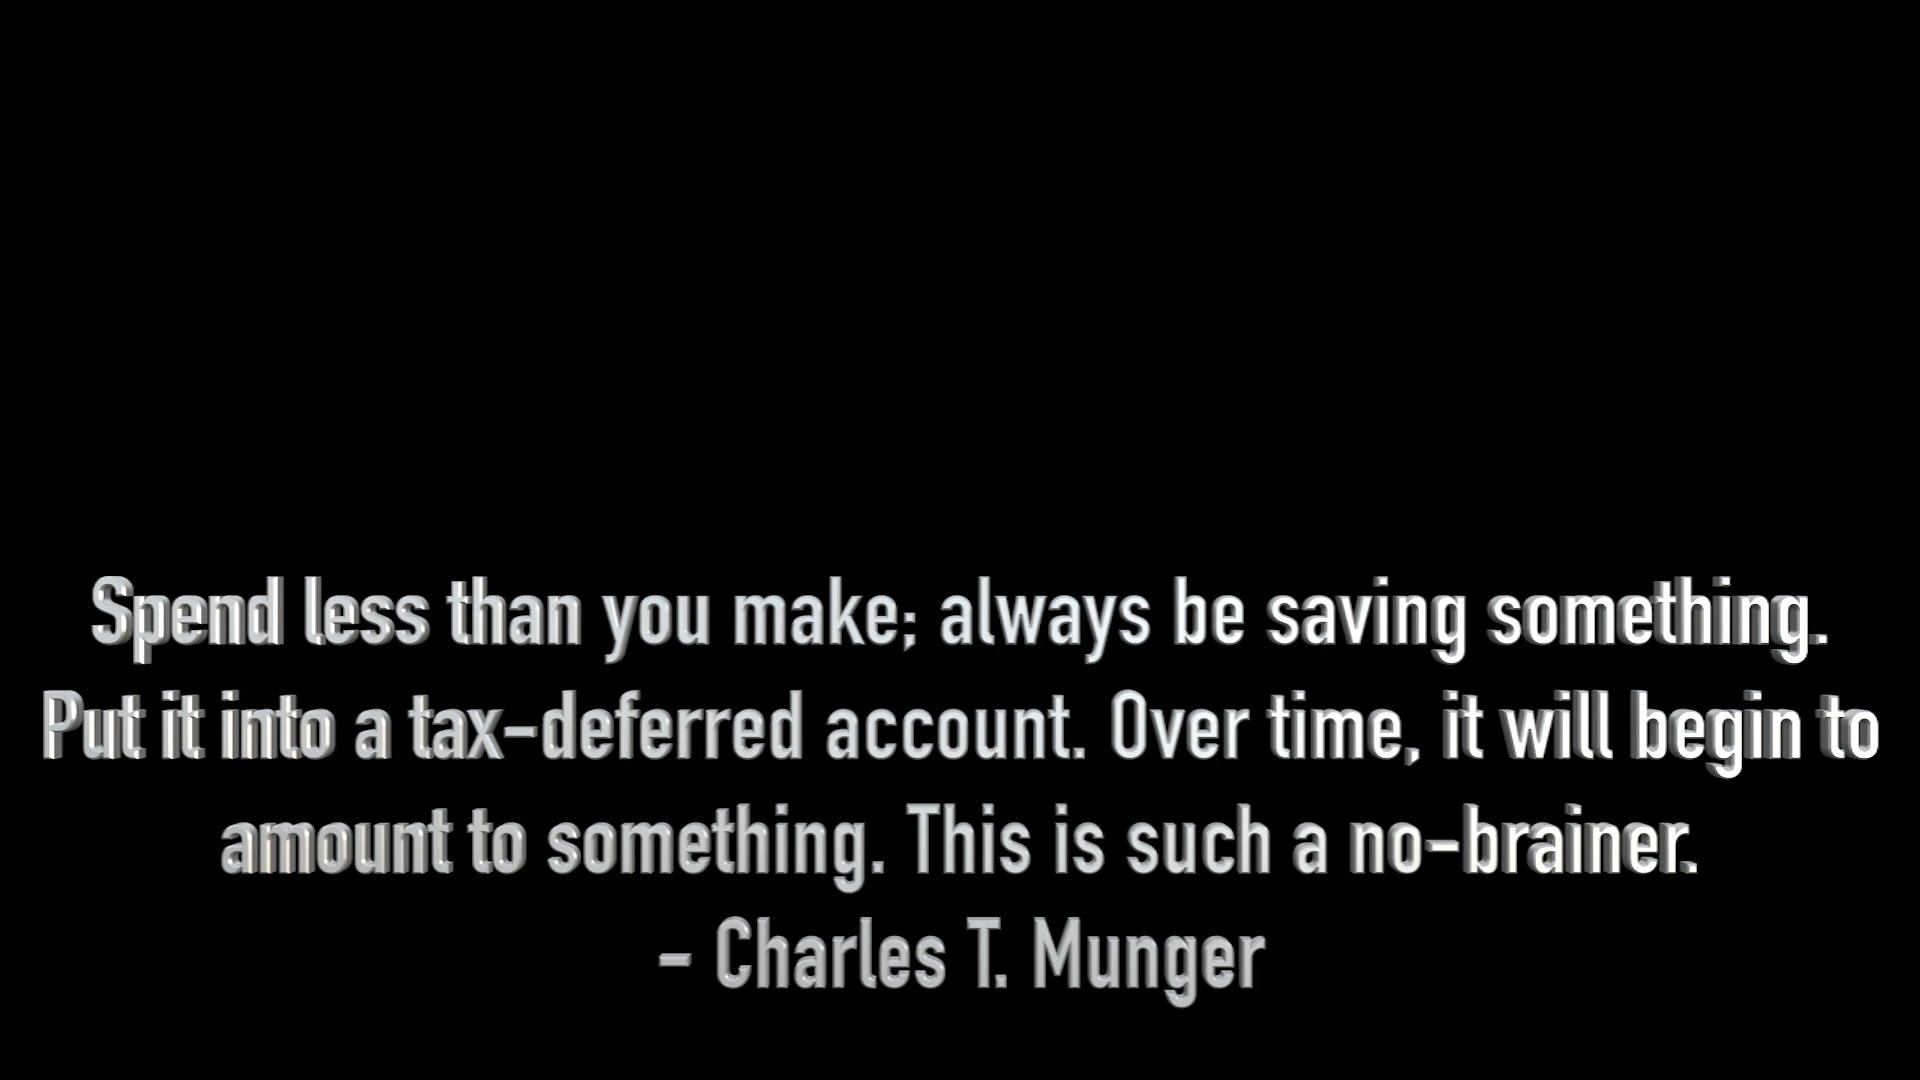 Spend less than you make; always be saving something.
Put it into a tax-deferred account. Over time, it will begin to
amount to something. This is such a no-brainer.
- Charles T. Munger